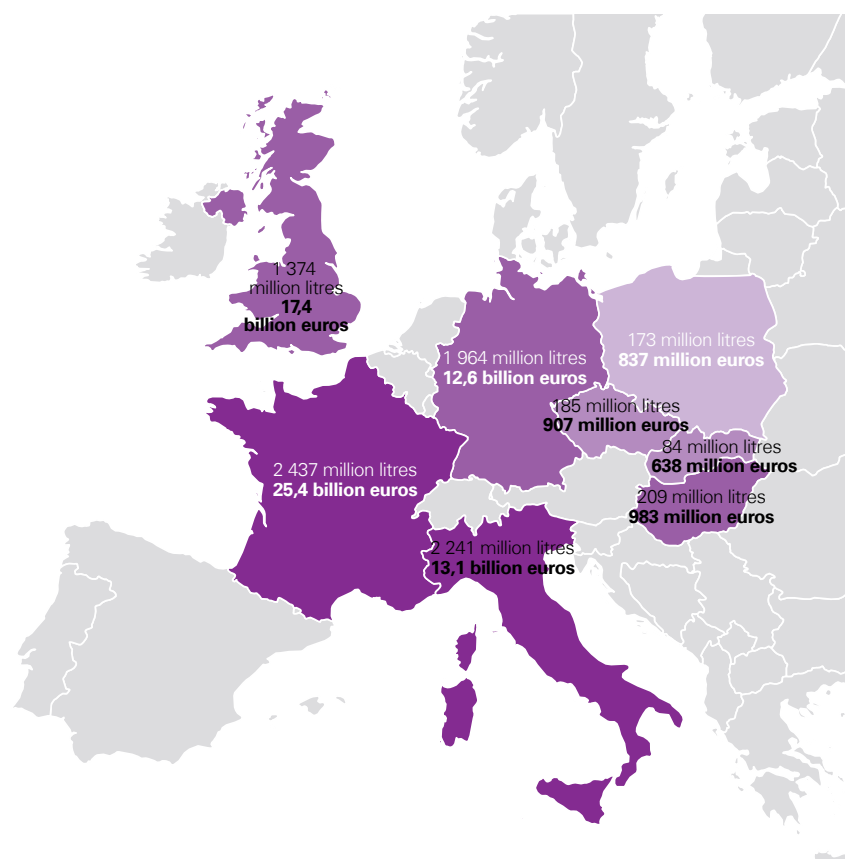 1 374
million litres
17,4
billion euros
1 964 million litres
12,6 billion euros
173 million litres
837 million euros
185 million litres
907 million euros
84 million litres
638 million euros
2 437 million litres
25,4 billion euros
209 million litres
983 million euros
2 241 million litres
13,1 billion euros